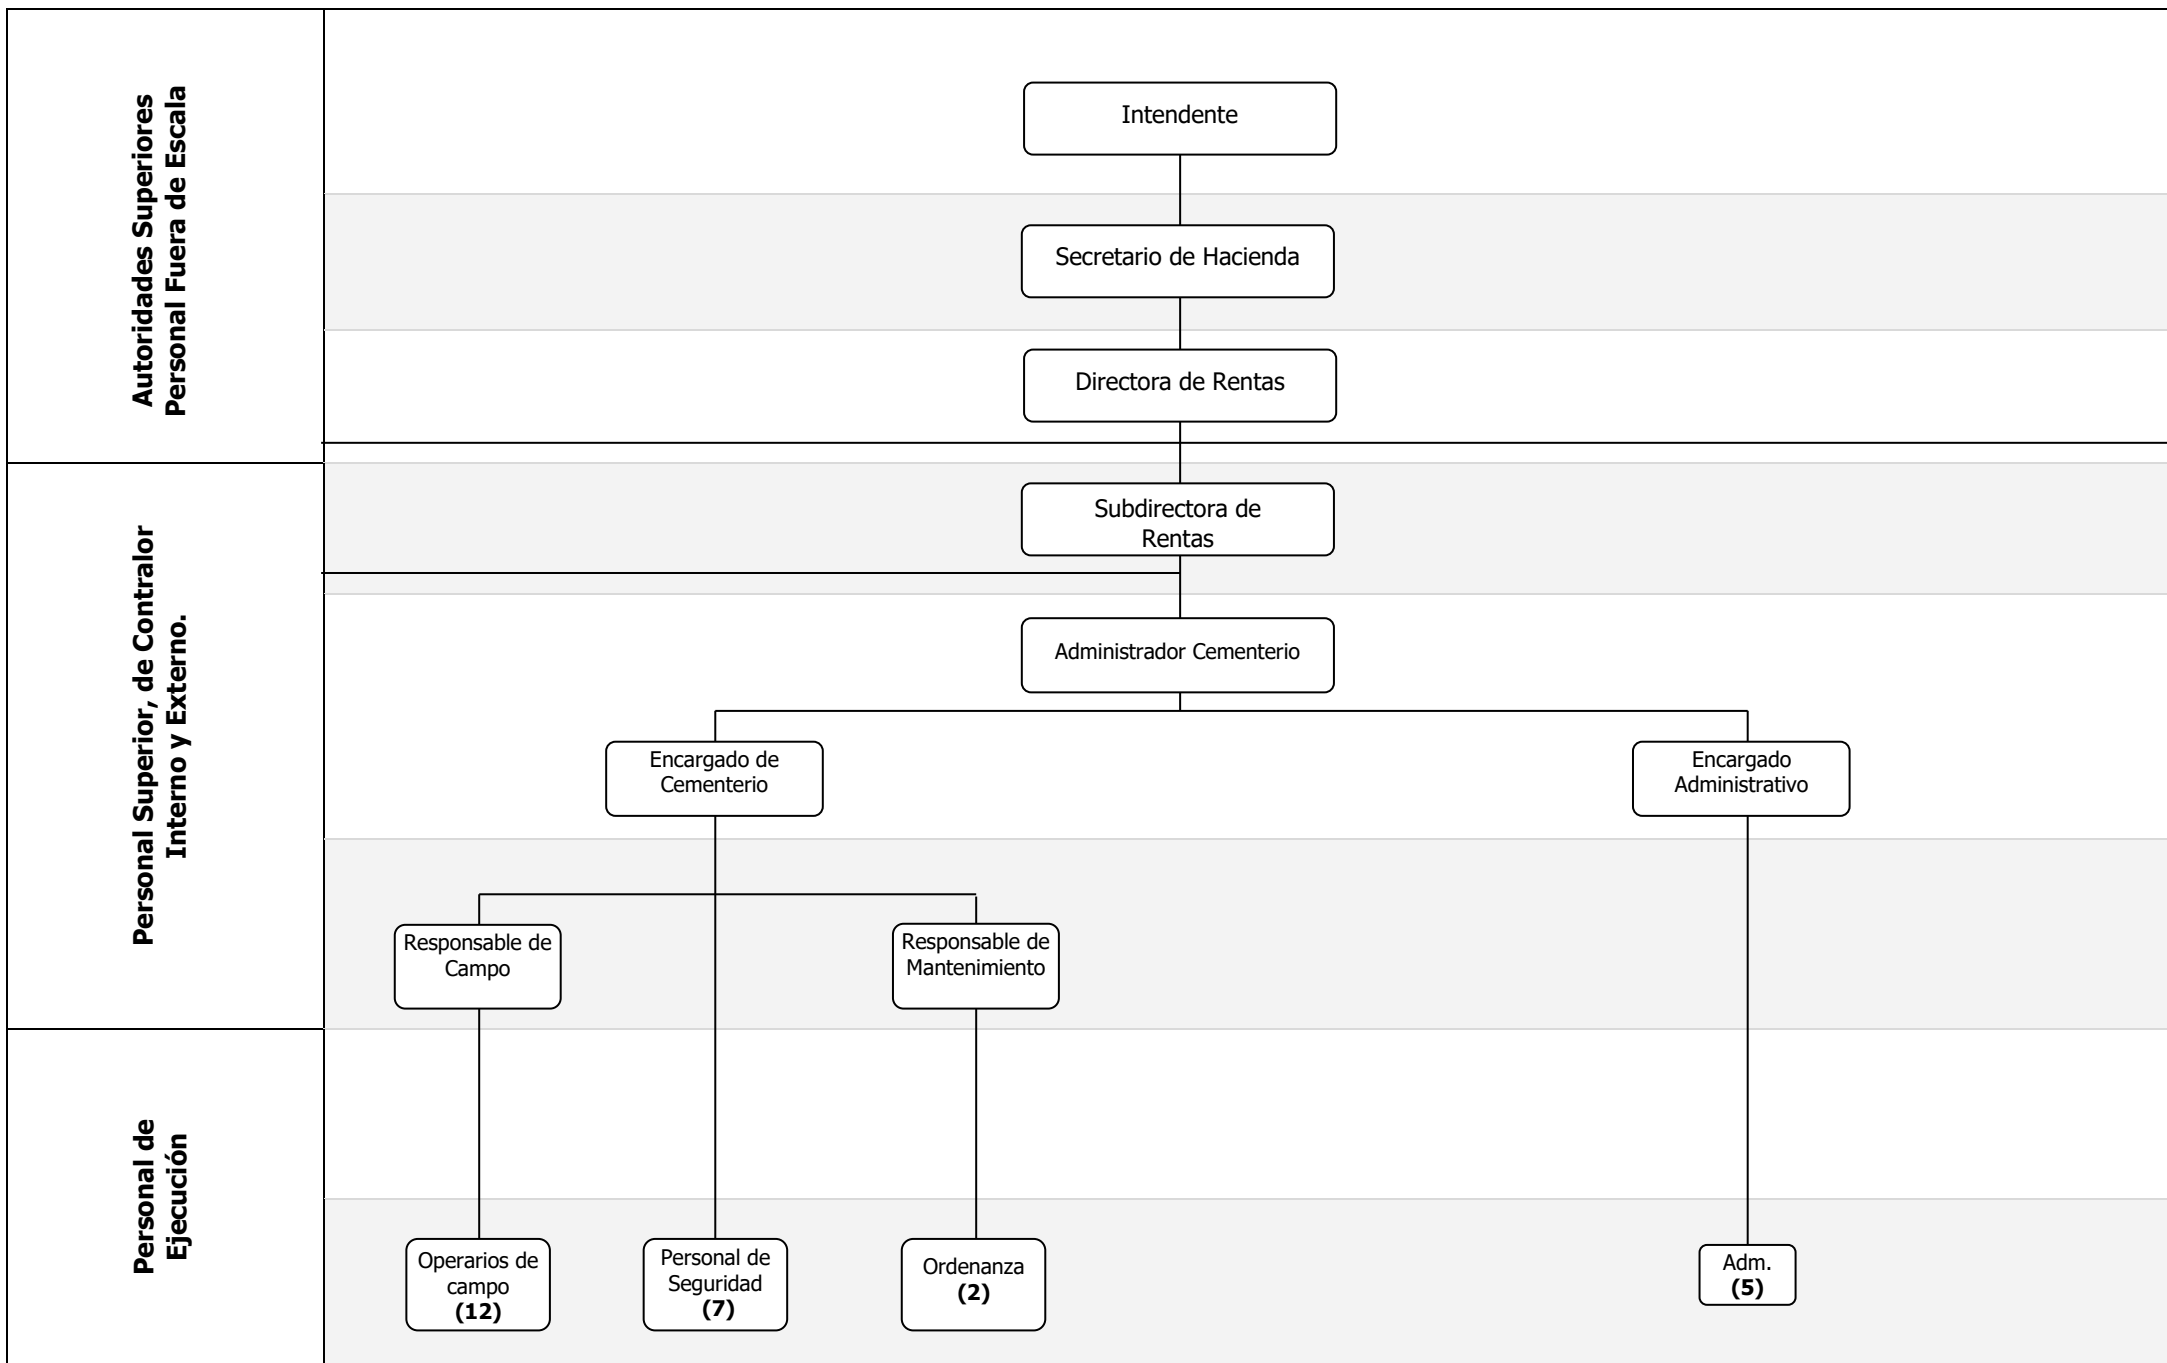 Autoridades Superiores
Personal Fuera de Escala
Intendente
Secretario de Hacienda
Directora de Rentas
Personal Superior, de Contralor
Interno y Externo.
Subdirectora de
Rentas
Administrador Cementerio
Encargado de
Cementerio
Encargado
Administrativo
Responsable de
Campo
Responsable de
Mantenimiento
Personal de
Ejecución
Operarios de
campo
(12)
Personal de
Seguridad
(7)
Ordenanza
(2)
Adm.
(5)